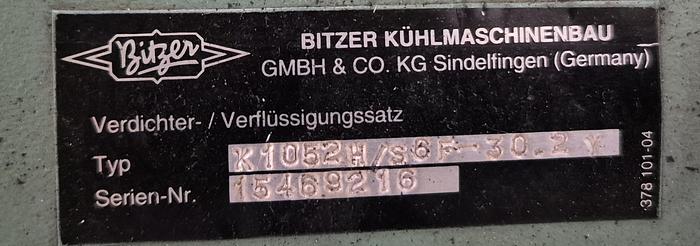 Bitzer
BITZER KÜHLMASCHINENBAU
GMBH & CO. KG Sindelfingen (Germany)
Verdichter- / Verflüssigungssatz
Typ K1052H/S6F-30.2Y
Serien-Nr. 15469216
378 101-04